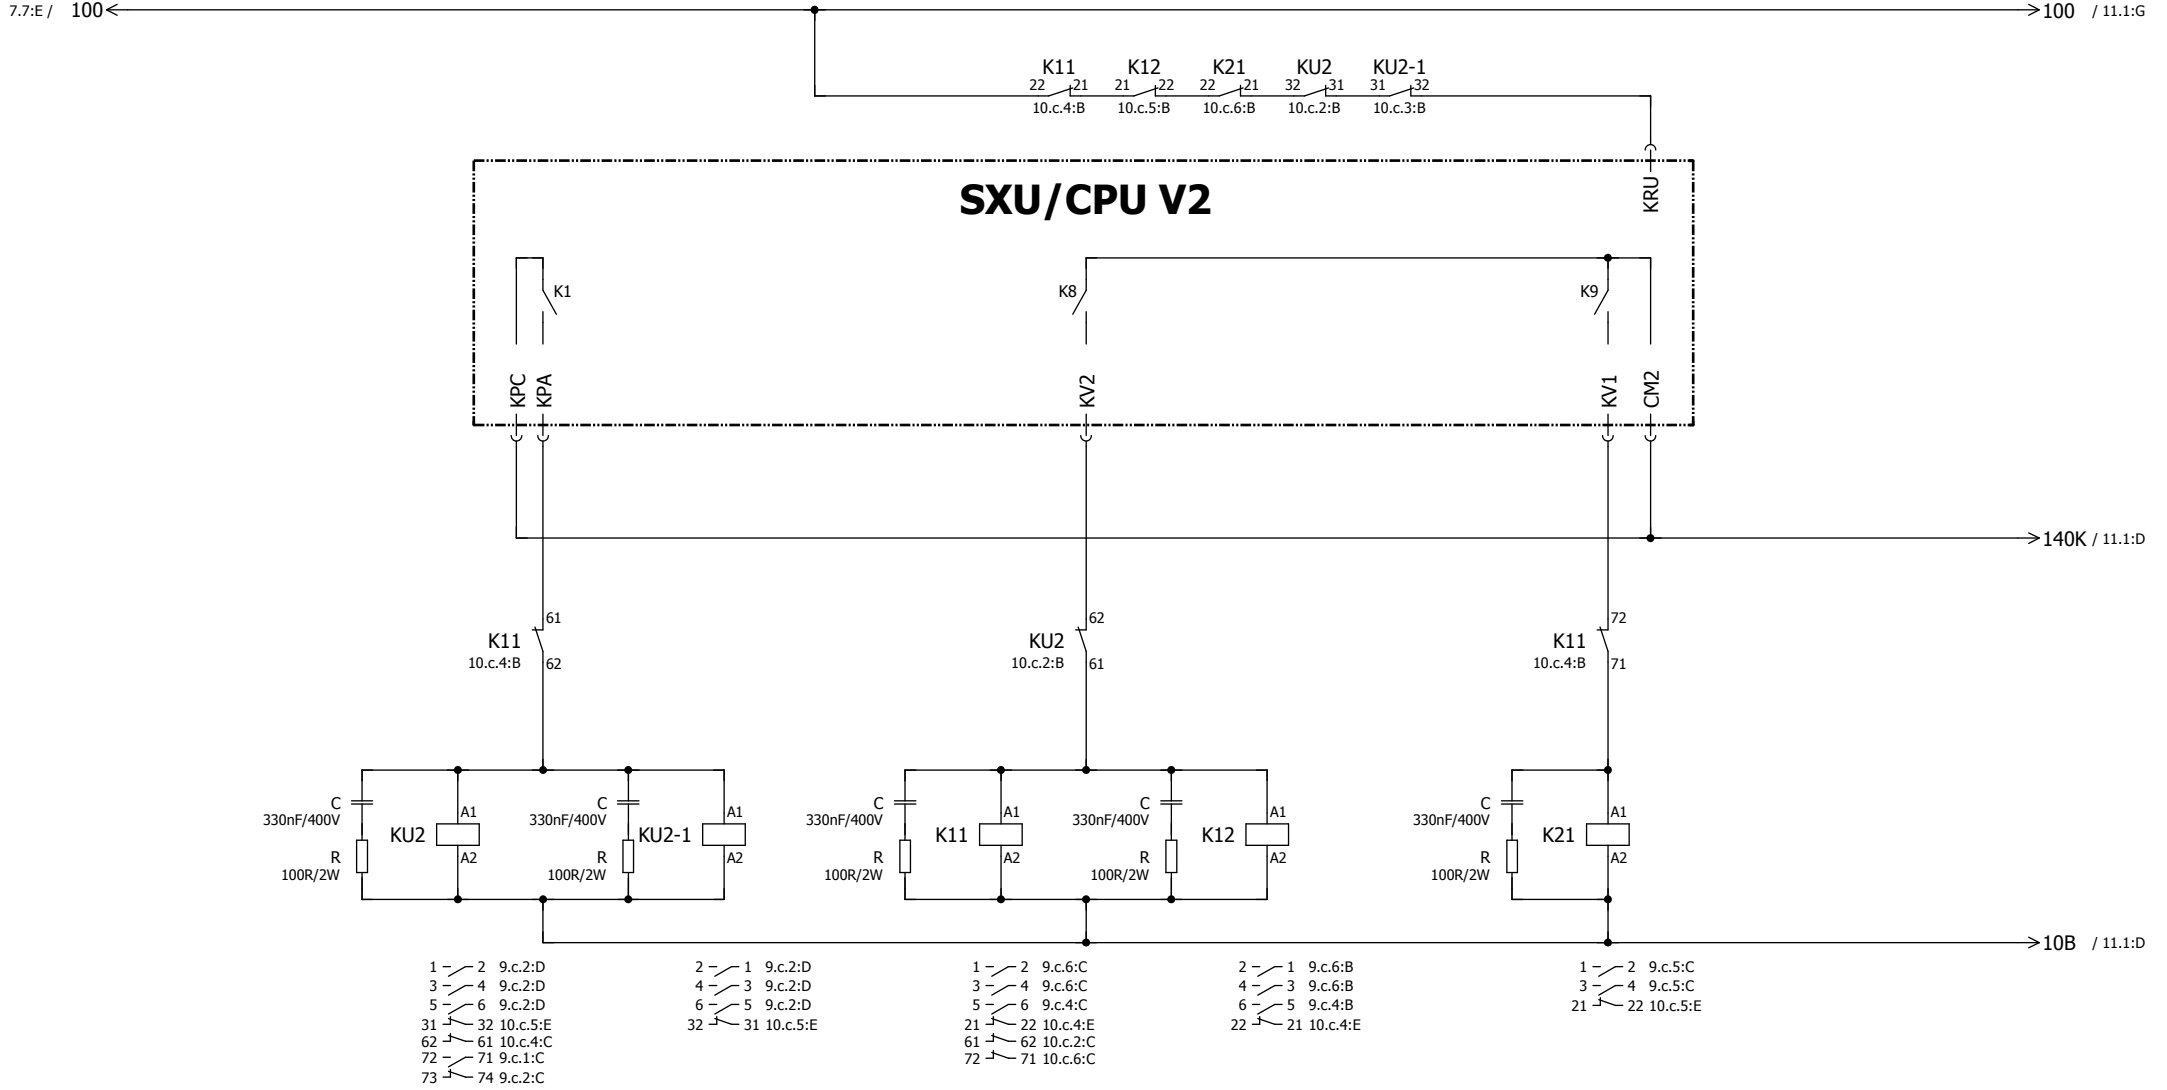 7.7:E / 100
100 / 11.1:G
K11 K12 K21 KU2 KU2-1
22 21 21 22 22 21 32 31 31 32
10.c.4:B 10.c.5:B 10.c.6:B 10.c.2:B 10.c.3:B
SXU/CPU V2
KRU
K1 K8 K9
KPC KPA KV2 KV1 CM2
140K / 11.1:D
61 62 72
K11 KU2 K11
10.c.4:B 62 10.c.2:B 61 10.c.4:B 71
C A1 C A1 C A1 C A1 C A1
330nF/400V 330nF/400V 330nF/400V 330nF/400V 330nF/400V
KU2 KU2-1 K11 K12 K21
R A2 R A2 R A2 R A2 R A2
100R/2W 100R/2W 100R/2W 100R/2W 100R/2W
10B / 11.1:D
1 2 9.c.2:D
3 4 9.c.2:D
5 6 9.c.2:D
31 32 10.c.5:E
62 61 10.c.4:C
72 71 9.c.1:C
73 74 9.c.2:C
2 1 9.c.2:D
4 3 9.c.2:D
6 5 9.c.2:D
32 31 10.c.5:E
1 2 9.c.6:C
3 4 9.c.6:C
5 6 9.c.4:C
21 22 10.c.4:E
61 62 10.c.2:C
72 71 10.c.6:C
2 1 9.c.6:B
4 3 9.c.6:B
6 5 9.c.4:B
22 21 10.c.4:E
1 2 9.c.5:C
3 4 9.c.5:C
21 22 10.c.5:E